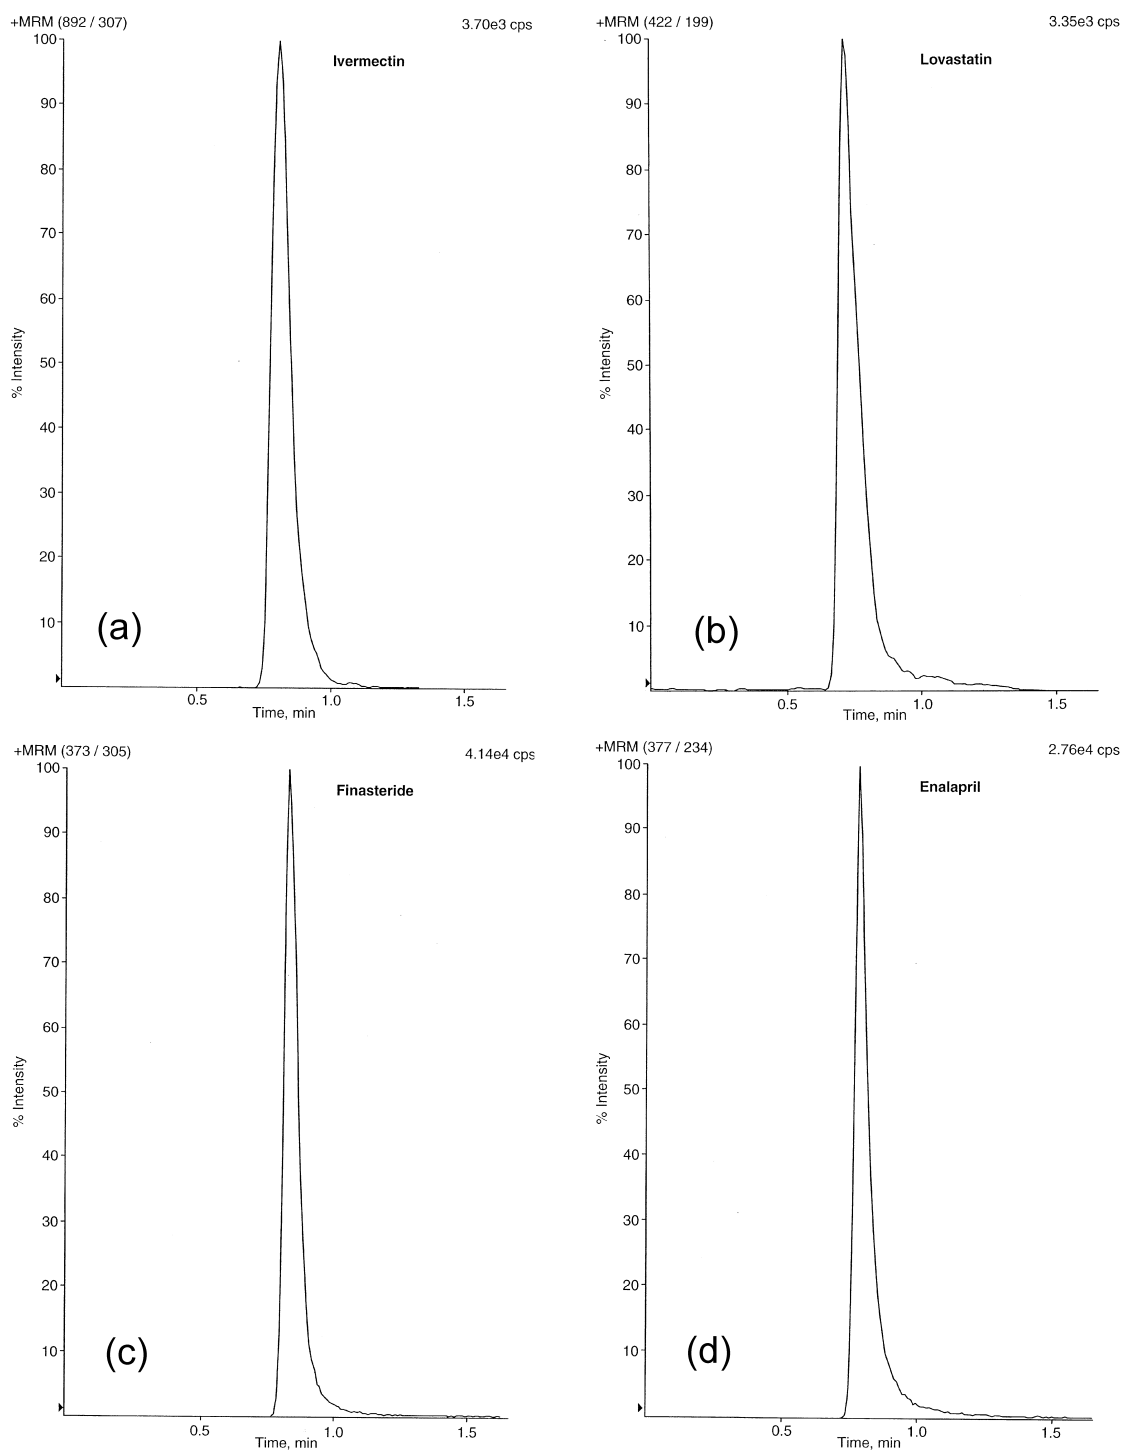 +MRM (892 / 307) 3.70e3 cps
Ivermectin
100
90
80
70
60
50
40
30
20
10
% Intensity
(a)
0.5 1.0 1.5
Time, min
+MRM (422 / 199) 3.35e3 cps
Lovastatin
100
90
80
70
60
50
40
30
20
10
% Intensity
(b)
0.5 1.0 1.5
Time, min
+MRM (373 / 305) 4.14e4 cps
Finasteride
100
90
80
70
60
50
40
30
20
10
% Intensity
(c)
0.5 1.0 1.5
Time, min
+MRM (377 / 234) 2.76e4 cps
Enalapril
100
90
80
70
60
50
40
30
20
10
% Intensity
(d)
0.5 1.0 1.5
Time, min